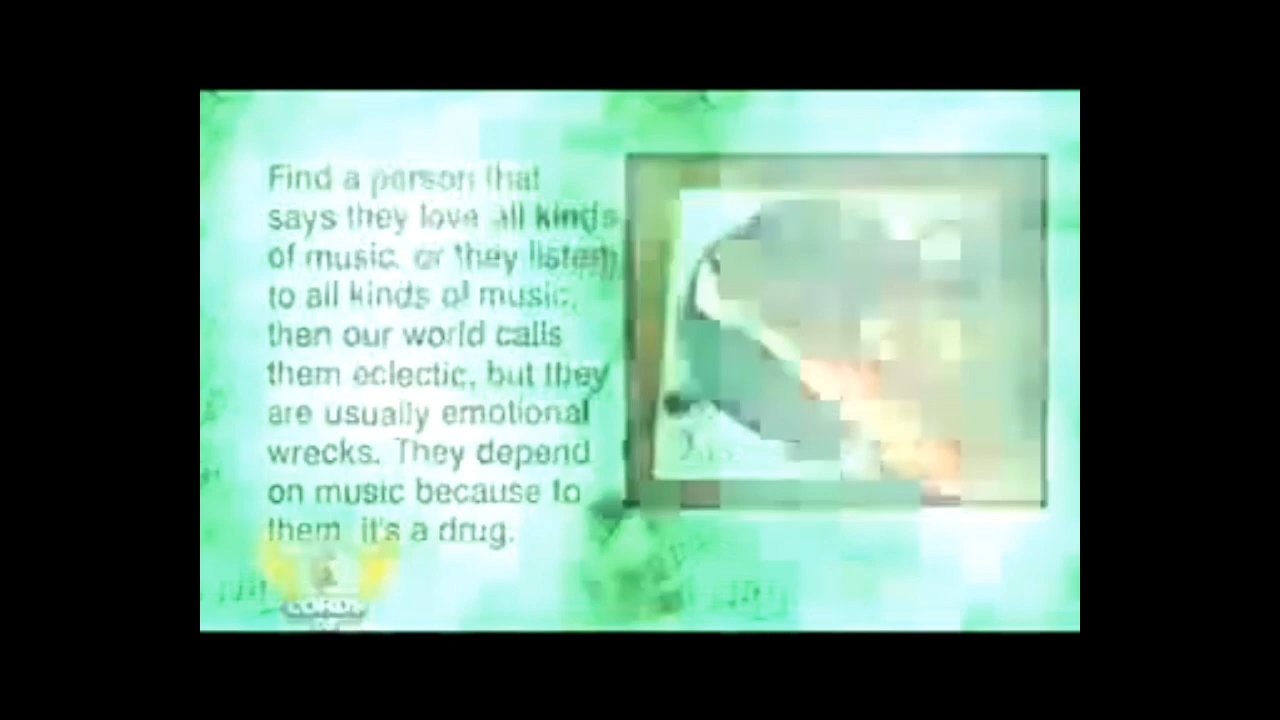 Find a person that
says they love all kinds
of music, or they listen
to all kinds of music,
then our world calls
them eclectic, but they
are usually emotional
wrecks. They depend
on music because to
them, it's a drug.